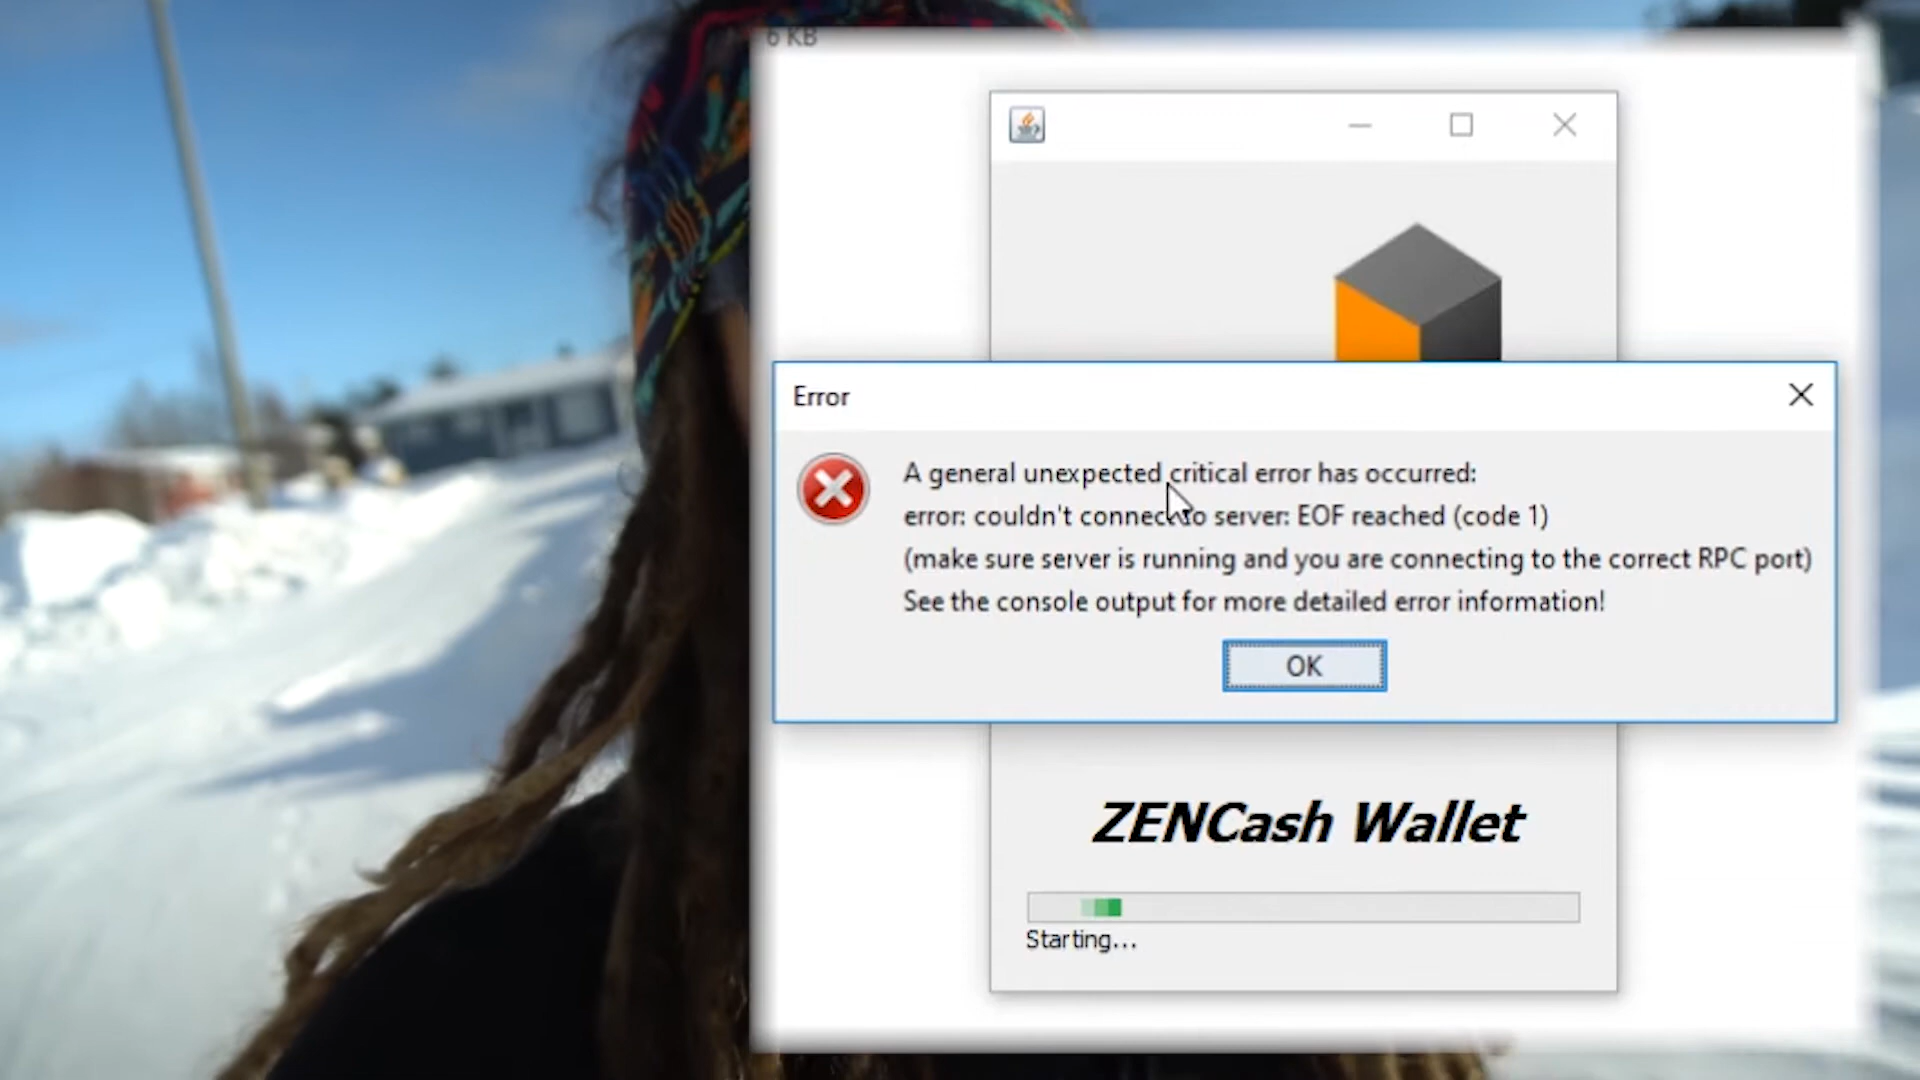 6 KB
Error
A general unexpected critical error has occurred:
error: couldn't connect to server: EOF reached (code 1)
(make sure server is running and you are connecting to the correct RPC port)
See the console output for more detailed error information!
OK
ZENCash Wallet
Starting...